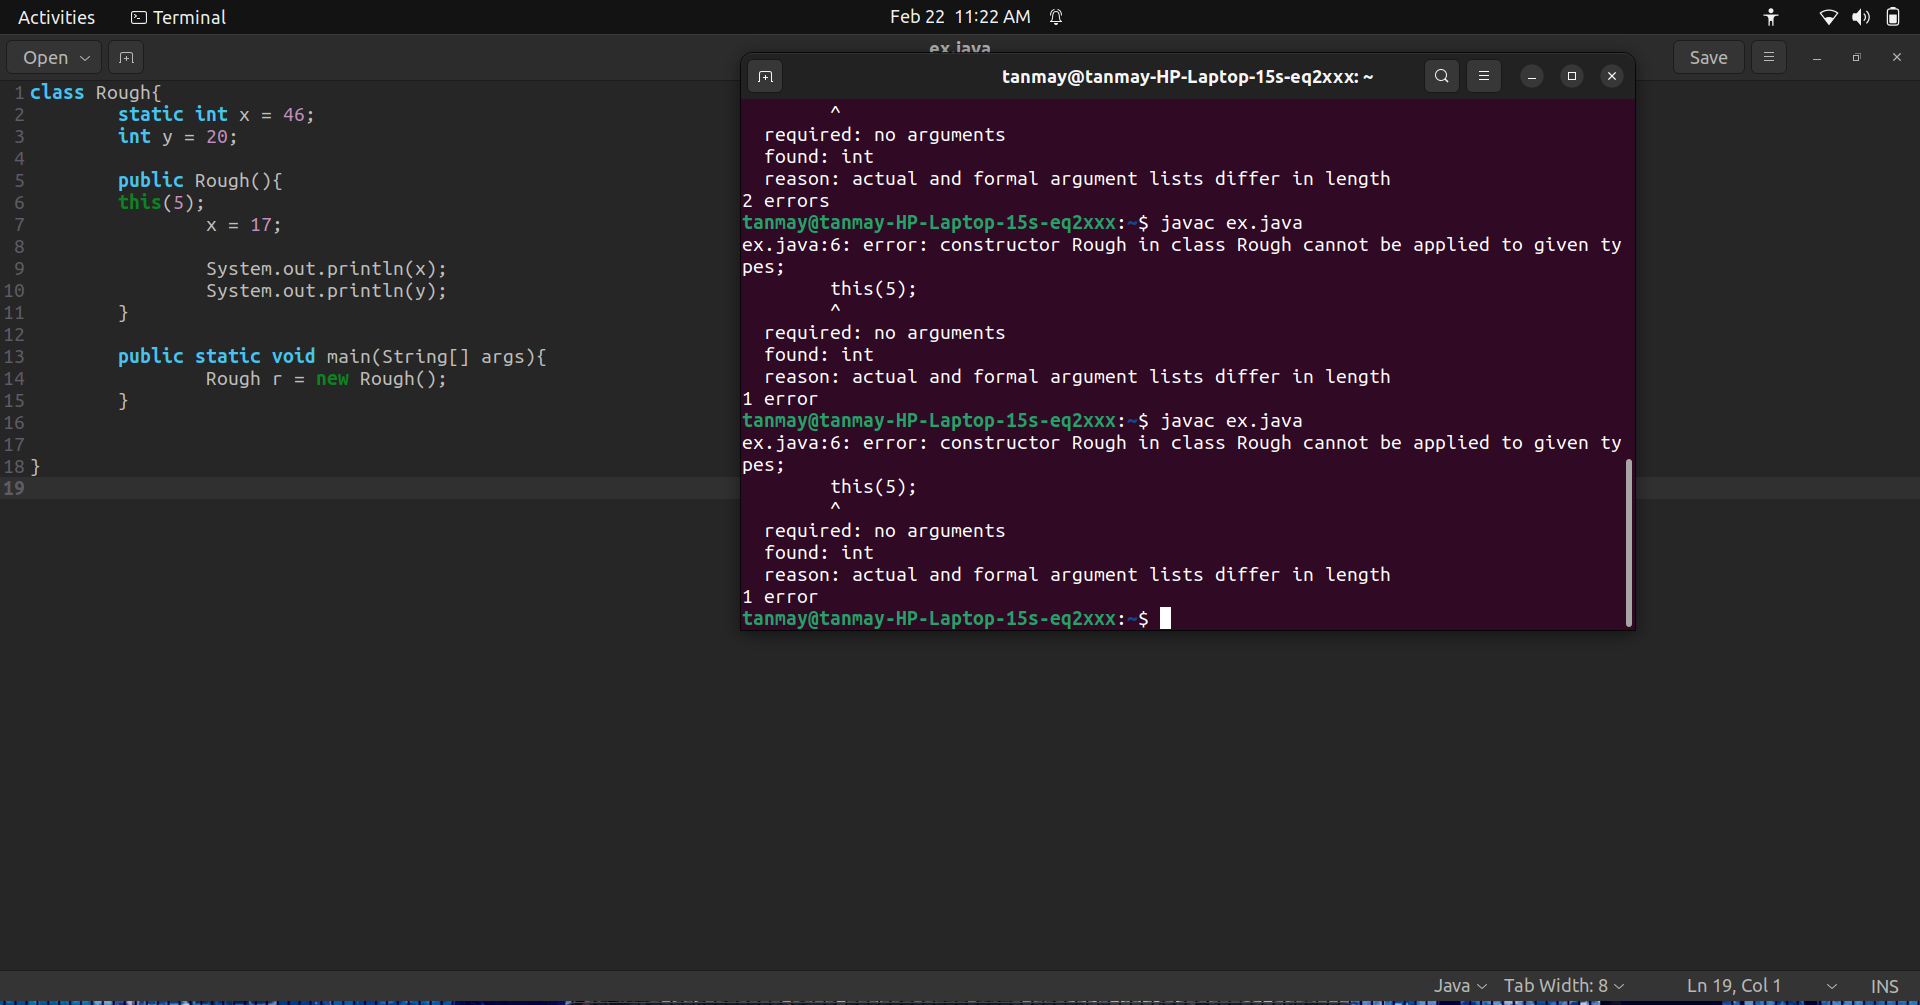 Activities Terminal Feb 22 11:22 AM
Open ex.java Save
1 class Rough{
2 static int x = 46;
3 int y = 20;
4
5 public Rough(){
6 this(5);
7 x = 17;
8
9 System.out.println(x);
10 System.out.println(y);
11 }
12
13 public static void main(String[] args){
14 Rough r = new Rough();
15 }
16
17
18 }
19
tanmay@tanmay-HP-Laptop-15s-eq2xxx: ~
^
required: no arguments
found: int
reason: actual and formal argument lists differ in length
2 errors
tanmay@tanmay-HP-Laptop-15s-eq2xxx:~$ javac ex.java
ex.java:6: error: constructor Rough in class Rough cannot be applied to given ty
pes;
this(5);
^
required: no arguments
found: int
reason: actual and formal argument lists differ in length
1 error
tanmay@tanmay-HP-Laptop-15s-eq2xxx:~$ javac ex.java
ex.java:6: error: constructor Rough in class Rough cannot be applied to given ty
pes;
this(5);
^
required: no arguments
found: int
reason: actual and formal argument lists differ in length
1 error
tanmay@tanmay-HP-Laptop-15s-eq2xxx:~$
Java Tab Width: 8 Ln 19, Col 1 INS